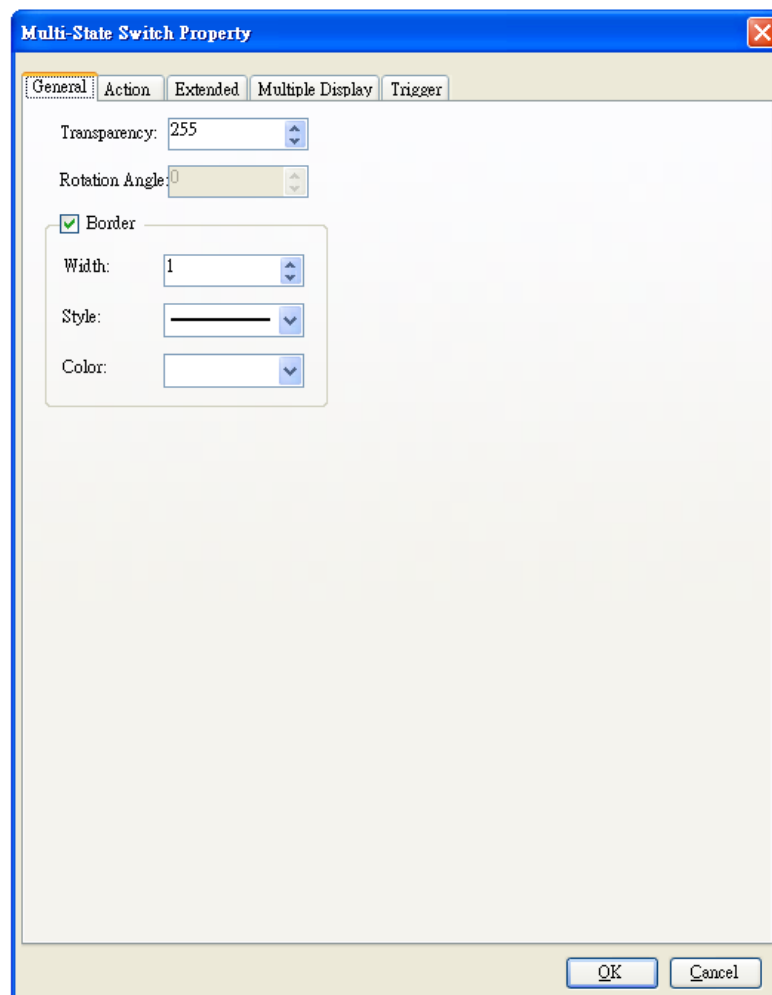 Multi-State Switch Property
General Action Extended Multiple Display Trigger
Transparency: 255
Rotation Angle: 0
Border
Width: 1
Style:
Color:
OK Cancel